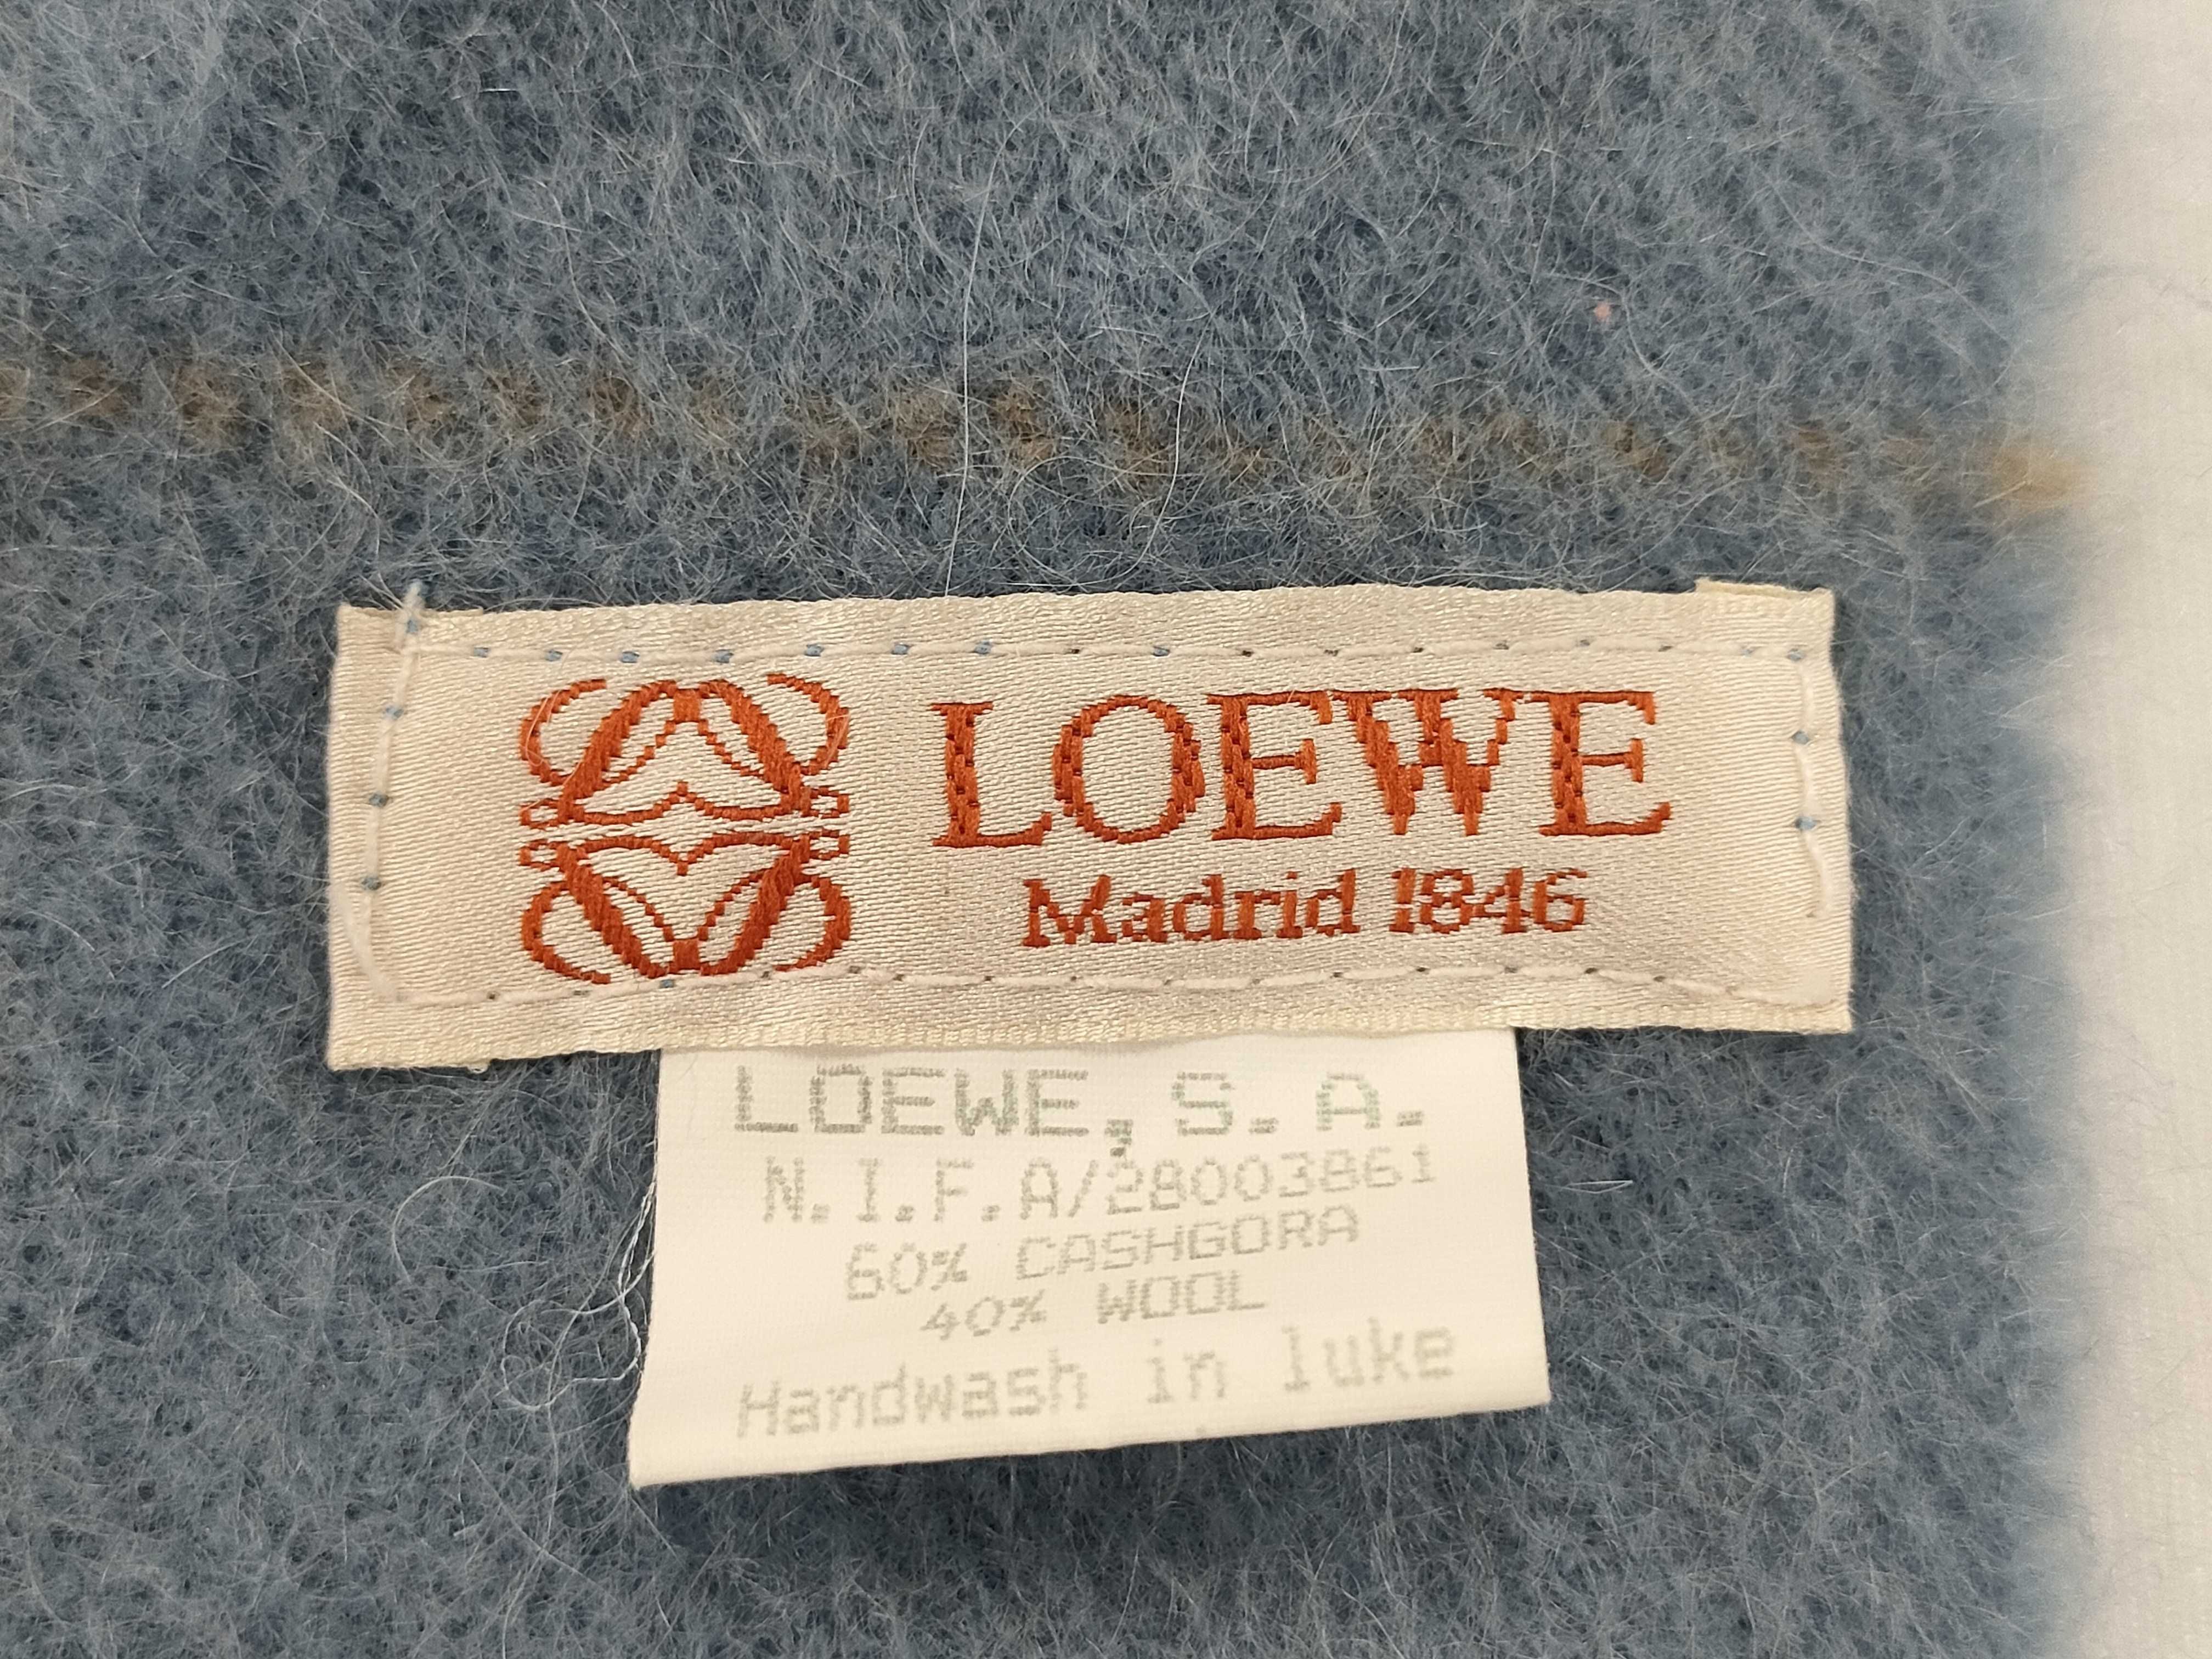 LOEWE
Madrid 1846
LOEWE, S. A.
N.I.F.A/28003861
60% CASHGORA
40% WOOL
Handwash in luke